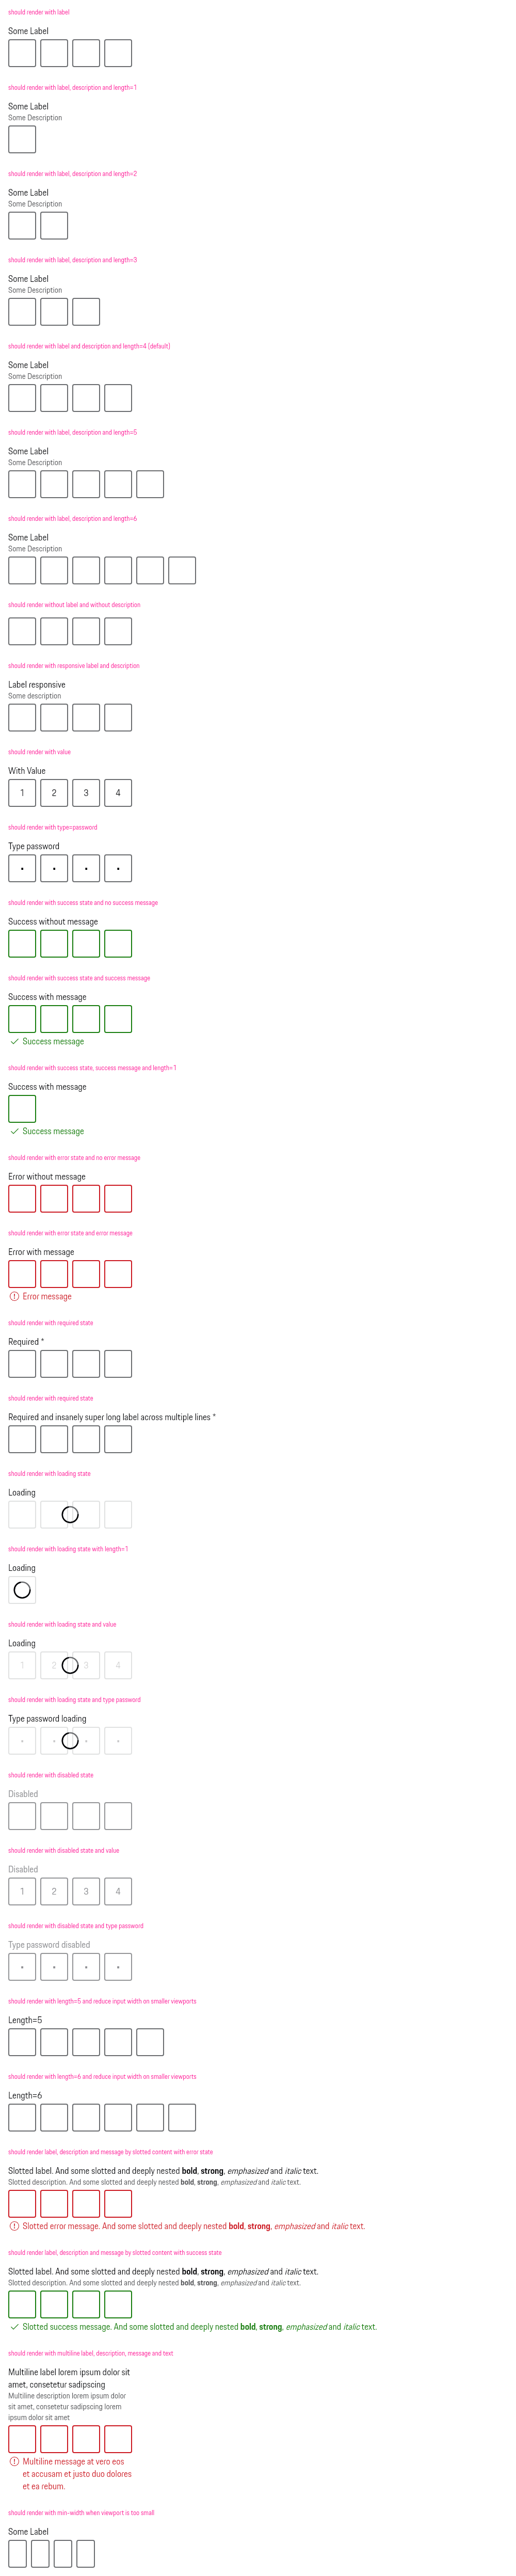 should render with label
Some Label
should render with label, description and length=1
Some Label
Some Description
should render with label, description and length=2
Some Label
Some Description
should render with label, description and length=3
Some Label
Some Description
should render with label and description and length=4 (default)
Some Label
Some Description
should render with label, description and length=5
Some Label
Some Description
should render with label, description and length=6
Some Label
Some Description
should render without label and without description
should render with responsive label and description
Label responsive
Some description
should render with value
With Value
1 2 3 4
should render with type=password
Type password
should render with success state and no success message
Success without message
should render with success state and success message
Success with message
Success message
should render with success state, success message and length=1
Success with message
Success message
should render with error state and no error message
Error without message
should render with error state and error message
Error with message
Error message
should render with required state
Required *
should render with required state
Required and insanely super long label across multiple lines *
should render with loading state
Loading
should render with loading state with length=1
Loading
should render with loading state and value
Loading
1 2 3 4
should render with loading state and type password
Type password loading
should render with disabled state
Disabled
should render with disabled state and value
Disabled
1 2 3 4
should render with disabled state and type password
Type password disabled
should render with length=5 and reduce input width on smaller viewports
Length=5
should render with length=6 and reduce input width on smaller viewports
Length=6
should render label, description and message by slotted content with error state
Slotted label. And some slotted and deeply nested bold, strong, emphasized and italic text.
Slotted description. And some slotted and deeply nested bold, strong, emphasized and italic text.
Slotted error message. And some slotted and deeply nested bold, strong, emphasized and italic text.
should render label, description and message by slotted content with success state
Slotted label. And some slotted and deeply nested bold, strong, emphasized and italic text.
Slotted description. And some slotted and deeply nested bold, strong, emphasized and italic text.
Slotted success message. And some slotted and deeply nested bold, strong, emphasized and italic text.
should render with multiline label, description, message and text
Multiline label lorem ipsum dolor sit
amet, consetetur sadipscing
Multiline description lorem ipsum dolor
sit amet, consetetur sadipscing lorem
ipsum dolor sit amet
Multiline message at vero eos
et accusam et justo duo dolores
et ea rebum.
should render with min-width when viewport is too small
Some Label